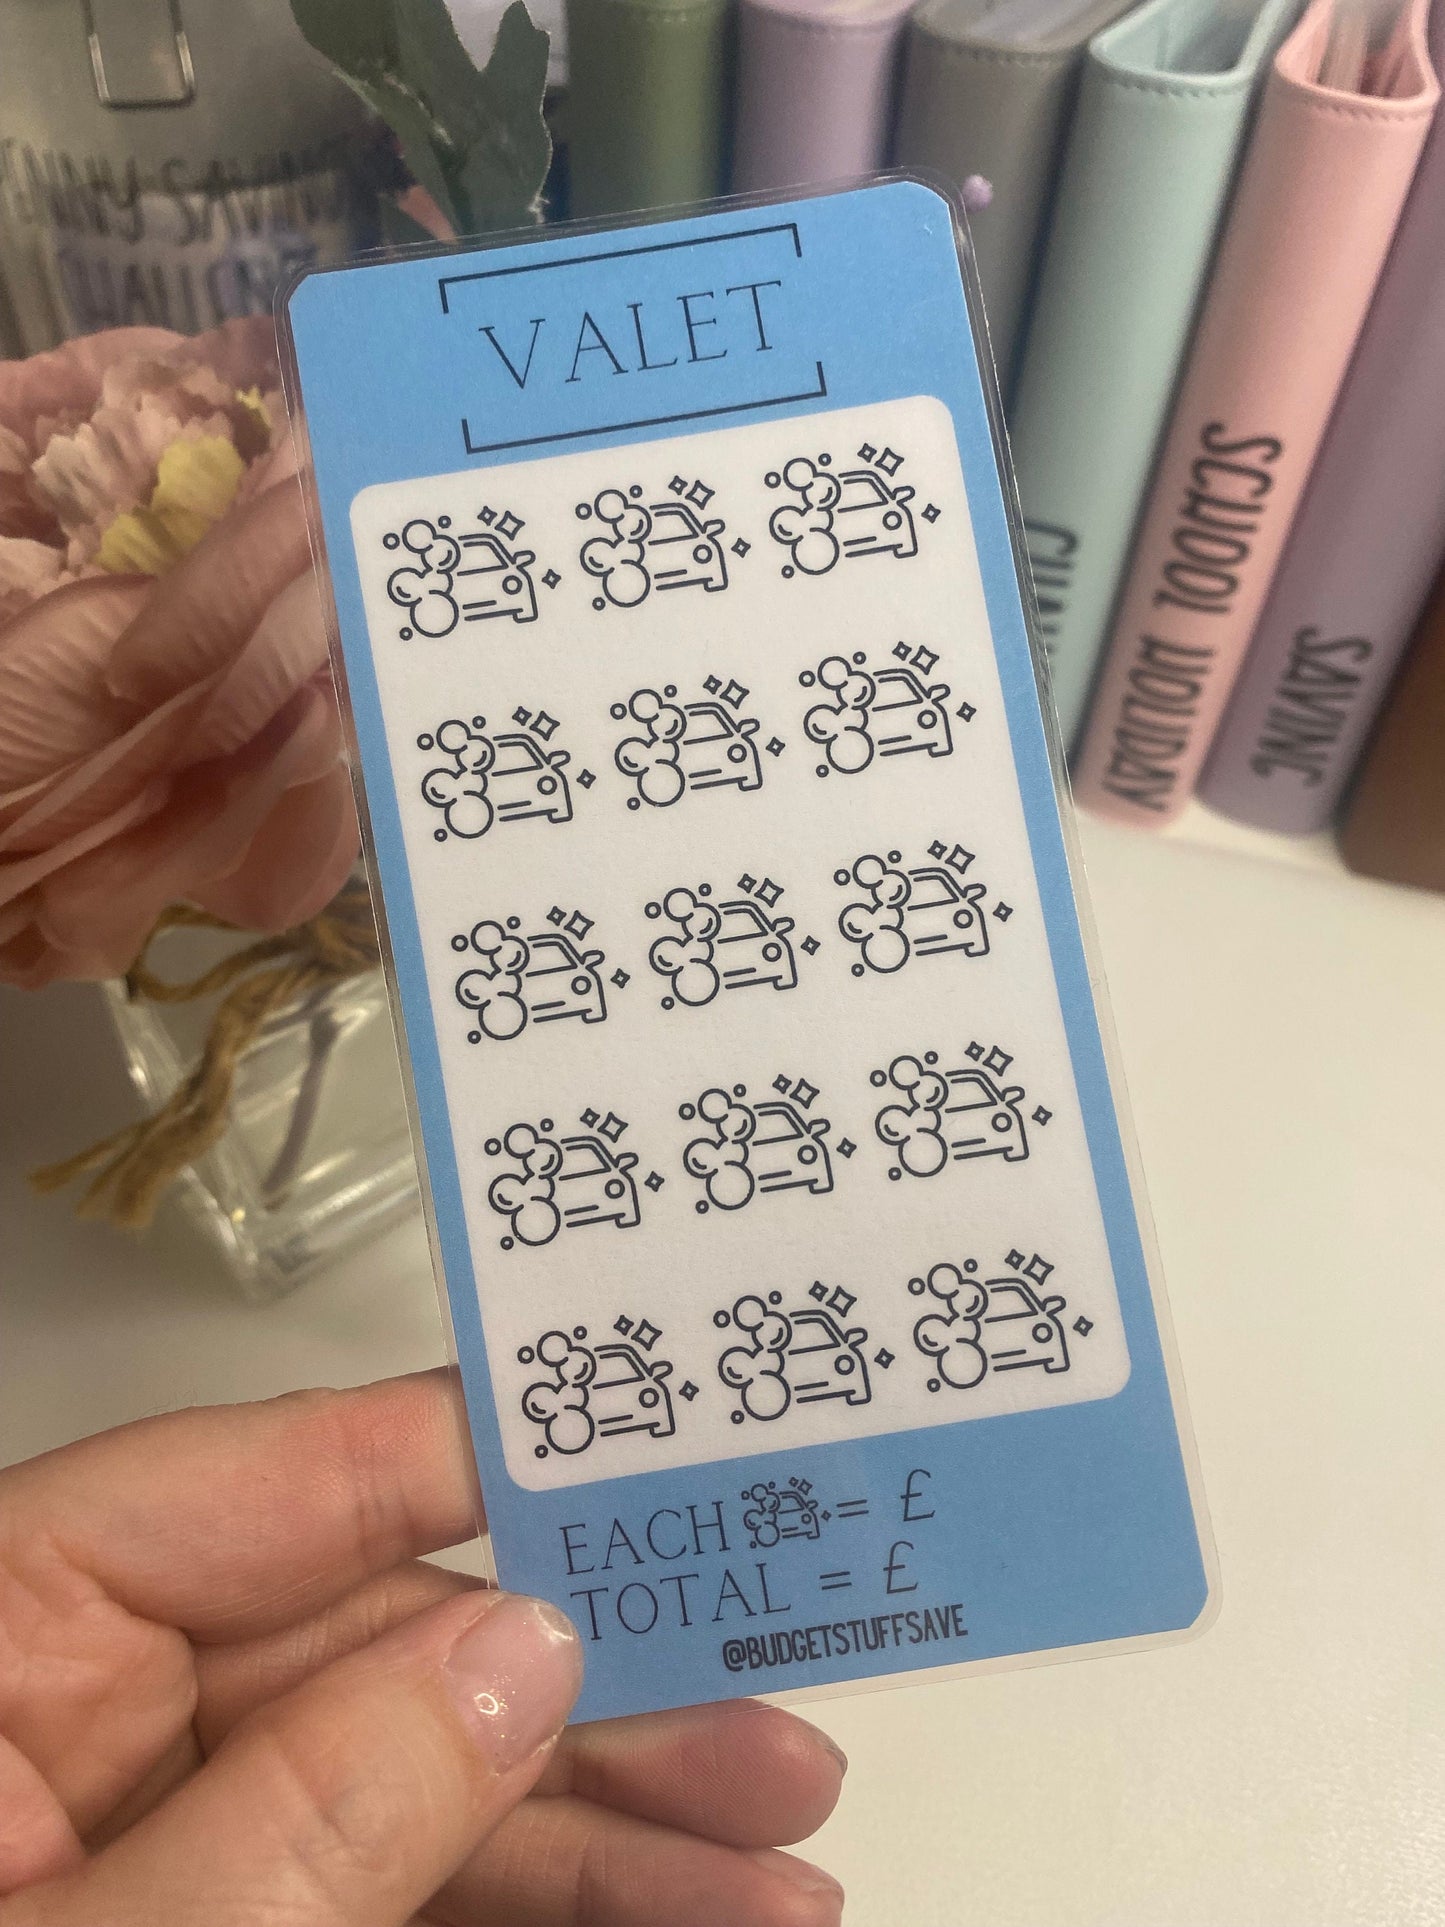 VALET
EACH = £
TOTAL = £
@BUDGETSTUFFSAVE
SCHOOL HOLIDAY
SAVING